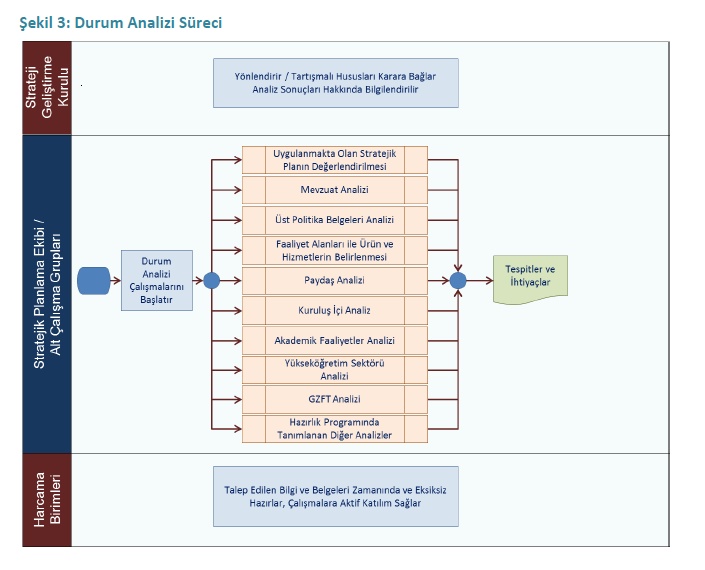 Şekil 3: Durum Analizi Süreci
Strateji
Geliştirme
Kurulu
Yönlendirir / Tartışmalı Hususları Karara Bağlar
Analiz Sonuçları Hakkında Bilgilendirilir
Stratejik Planlama Ekibi /
Alt Çalışma Grupları
Durum
Analizi
Çalışmalarını
Başlatır
Uygulanmakta Olan Stratejik
Planın Değerlendirilmesi
Mevzuat Analizi
Üst Politika Belgeleri Analizi
Faaliyet Alanları ile Ürün ve
Hizmetlerin Belirlenmesi
Paydaş Analizi
Kuruluş İçi Analiz
Akademik Faaliyetler Analizi
Yükseköğretim Sektörü
Analizi
GZFT Analizi
Hazırlık Programında
Tanımlanan Diğer Analizler
Tespitler ve
İhtiyaçlar
Harcama
Birimleri
Talep Edilen Bilgi ve Belgeleri Zamanında ve Eksiksiz
Hazırlar, Çalışmalara Aktif Katılım Sağlar